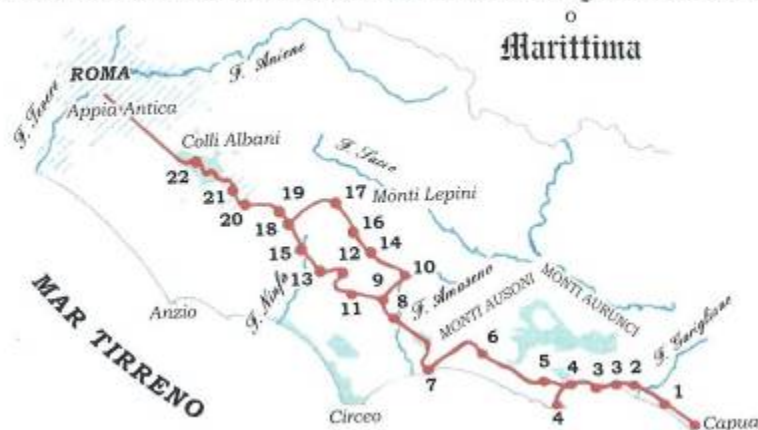 O
Marittima
ROMA
F. Aniene
F. Tevere
Appia Antica
Colli Albani
F. Sacco
22
21
20
19
18
17
Monti Lepini
16
15
14
13
12
11
10
9
8
F. Amaseno
MONTI AUSONI
MONTI AURUNCI
F. Ninfa
Anzio
MAR TIRRENO
F. Garigliano
6
5
4
3
3
2
1
7
4
Circeo
Capua